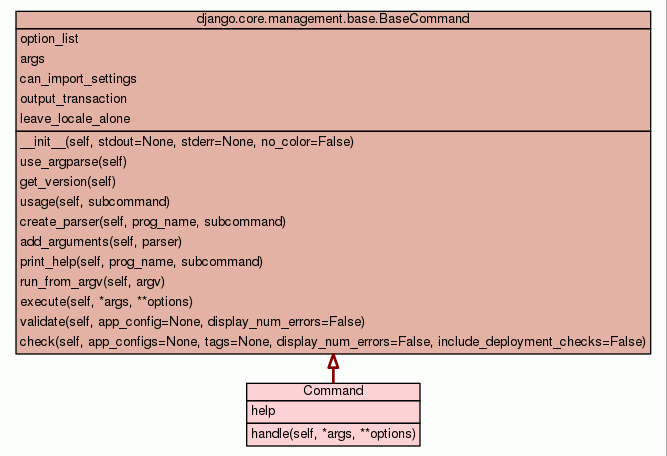 django.core.management.base.BaseCommand
option_list
args
can_import_settings
output_transaction
leave_locale_alone
__init__(self, stdout=None, stderr=None, no_color=False)
use_argparse(self)
get_version(self)
usage(self, subcommand)
create_parser(self, prog_name, subcommand)
add_arguments(self, parser)
print_help(self, prog_name, subcommand)
run_from_argv(self, argv)
execute(self, *args, **options)
validate(self, app_config=None, display_num_errors=False)
check(self, app_configs=None, tags=None, display_num_errors=False, include_deployment_checks=False)
Command
help
handle(self, *args, **options)